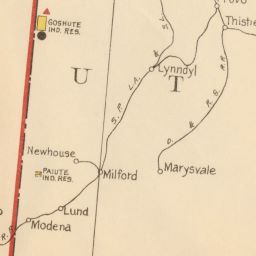 GOSHUTE
IND. RES.
Thistle
Lynndyl
U T
S. P. L. A. &
S. L.
D. & R. G. R. R.
Newhouse
PAIUTE
IND. RES.
Milford
Marysvale
Lund
Modena
R. R.